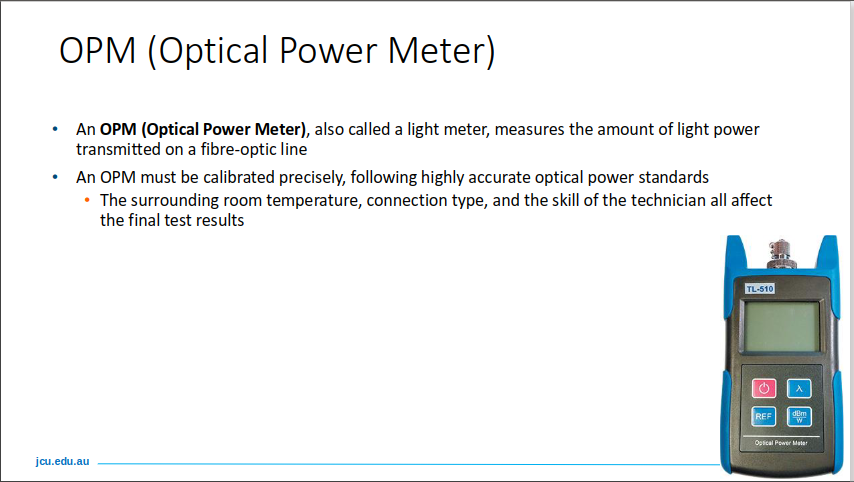 OPM (Optical Power Meter)
• An OPM (Optical Power Meter), also called a light meter, measures the amount of light power
transmitted on a fibre-optic line
• An OPM must be calibrated precisely, following highly accurate optical power standards
• The surrounding room temperature, connection type, and the skill of the technician all affect
the final test results
TL-510
λ
REF
dBm
W
Optical Power Meter
jcu.edu.au